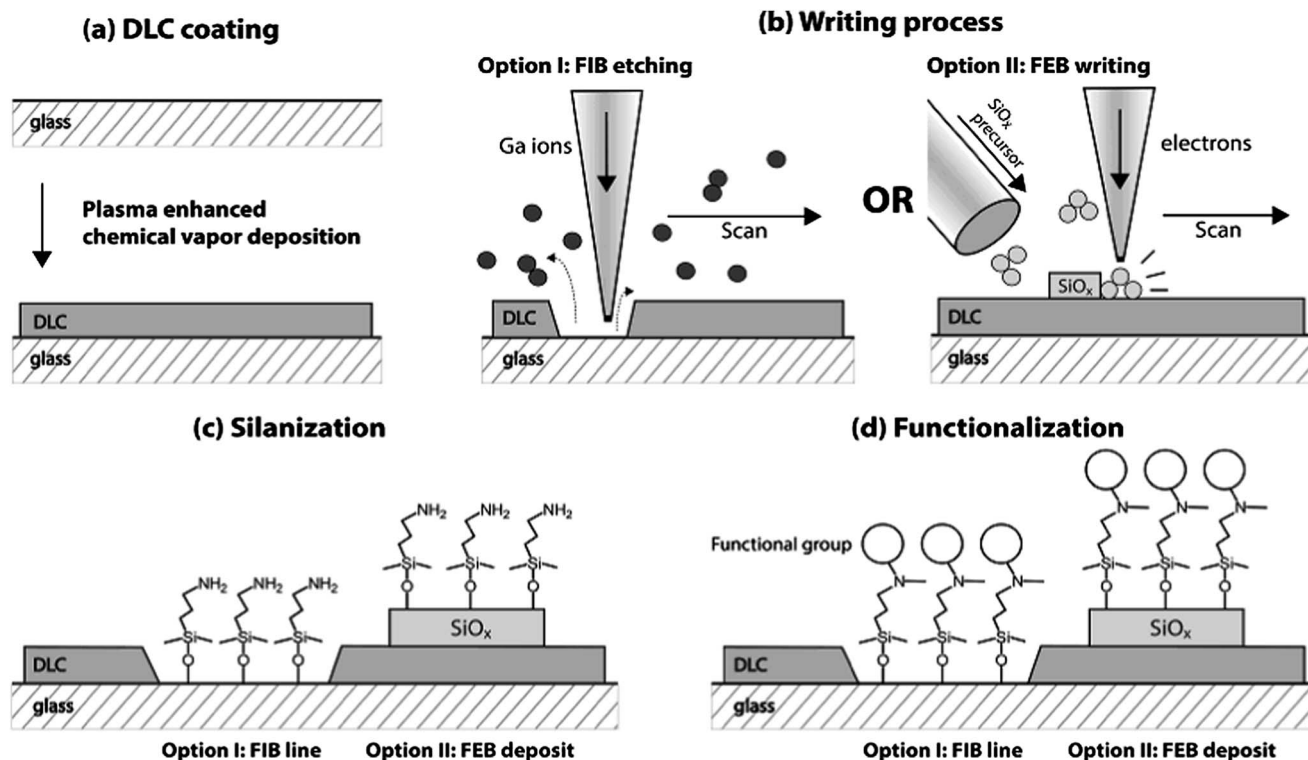 (a) DLC coating
glass
Plasma enhanced
chemical vapor deposition
DLC
glass
(b) Writing process
Option I: FIB etching
Ga ions
Scan
DLC
glass
OR
Option II: FEB writing
SiOₓ
precursor
electrons
Scan
SiOₓ
DLC
glass
(c) Silanization
NH₂ NH₂ NH₂
Si Si Si
O O O
NH₂ NH₂ NH₂
Si Si Si
O O O
SiOₓ
DLC
glass
Option I: FIB line
Option II: FEB deposit
(d) Functionalization
Functional group
N N N
Si Si Si
O O O
N N N
Si Si Si
O O O
SiOₓ
DLC
glass
Option I: FIB line
Option II: FEB deposit